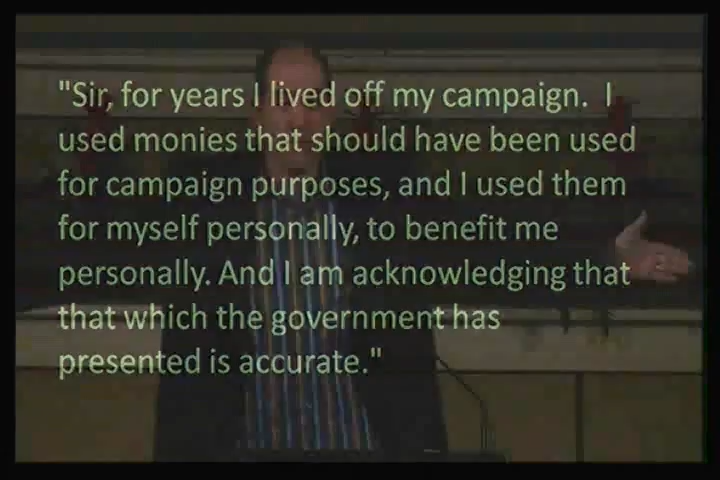 "Sir, for years I lived off my campaign.  I
used monies that should have been used
for campaign purposes, and I used them
for myself personally, to benefit me
personally. And I am acknowledging that
that which the government has
presented is accurate."